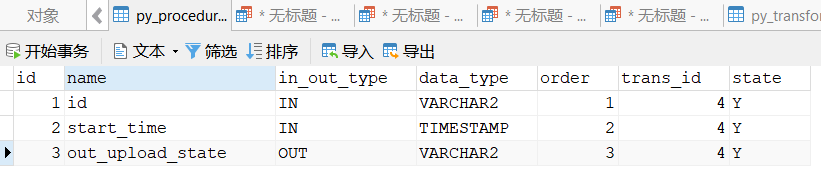 对象 py_procedur... * 无标题 - ... * 无标题 - ... * 无标题 - ... * 无标题 - ... py_transfor
开始事务 文本 筛选 排序 导入 导出
id name in_out_type data_type order trans_id state
1 id IN VARCHAR2 1 4 Y
2 start_time IN TIMESTAMP 2 4 Y
3 out_upload_state OUT VARCHAR2 3 4 Y